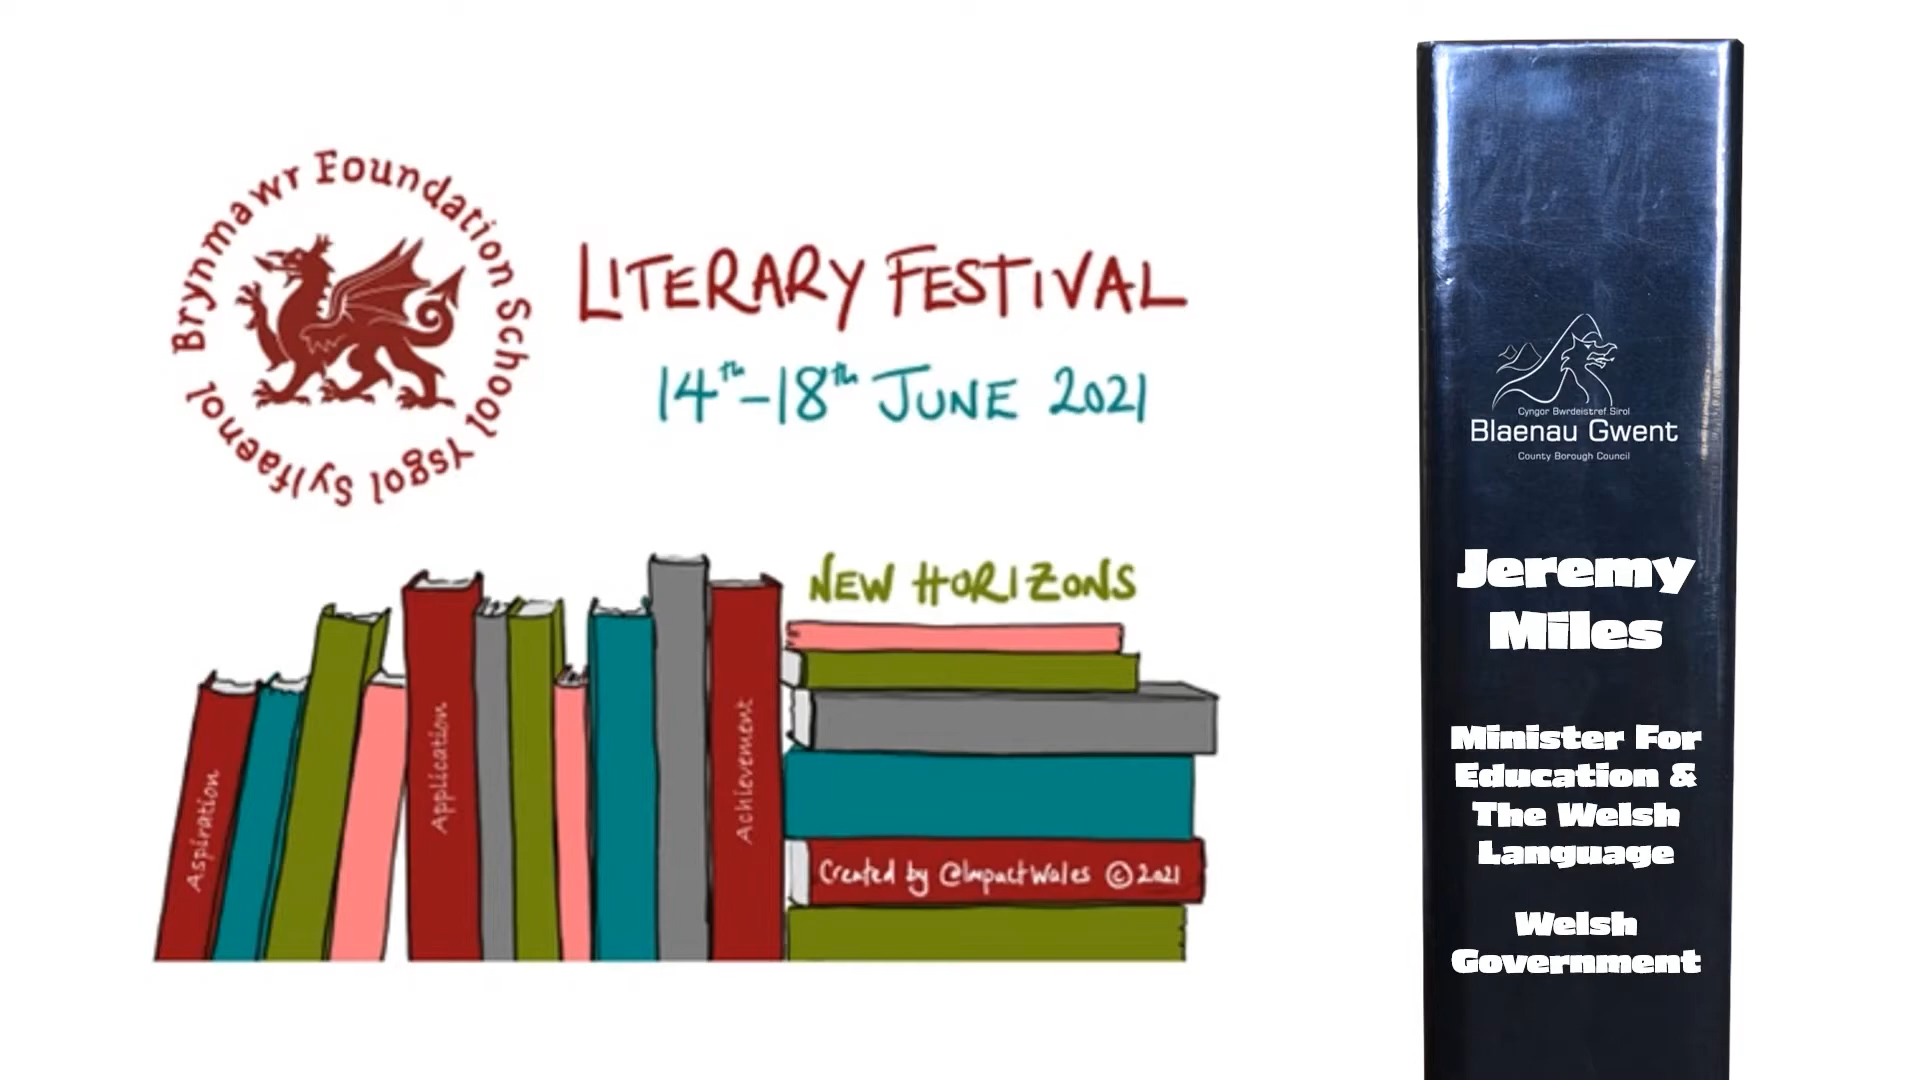 Brynmawr Foundation School Ysgol Sylfaenol
LITERARY FESTIVAL
14th-18th JUNE 2021
NEW HORIZONS
Aspiration
Application
Achievement
Created by @ImpactWales © 2021
Cyngor Bwrdeistref Sirol
Blaenau Gwent
County Borough Council
Jeremy
Miles
Minister For
Education &
The Welsh
Language
Welsh
Government